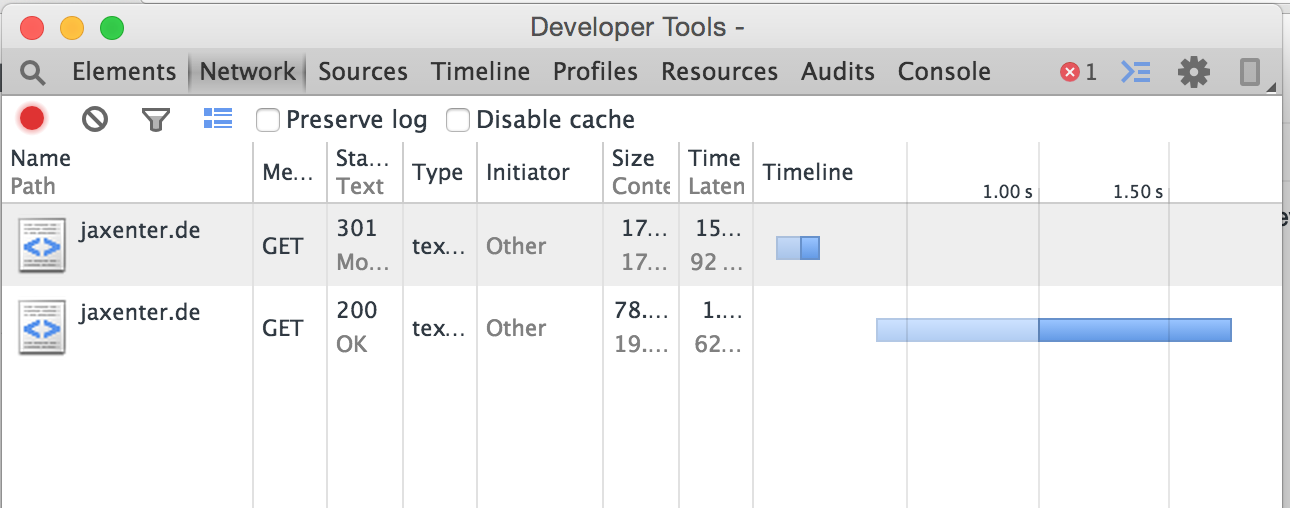 Developer Tools -
Elements Network Sources Timeline Profiles Resources Audits Console 1
Preserve log Disable cache
Name Path Me... Sta... Text Type Initiator Size Conte Time Laten Timeline 1.00 s 1.50 s
jaxenter.de GET 301 Mo... tex... Other 17... 17... 15... 92 ...
jaxenter.de GET 200 OK tex... Other 78.... 19.... 1.... 62...